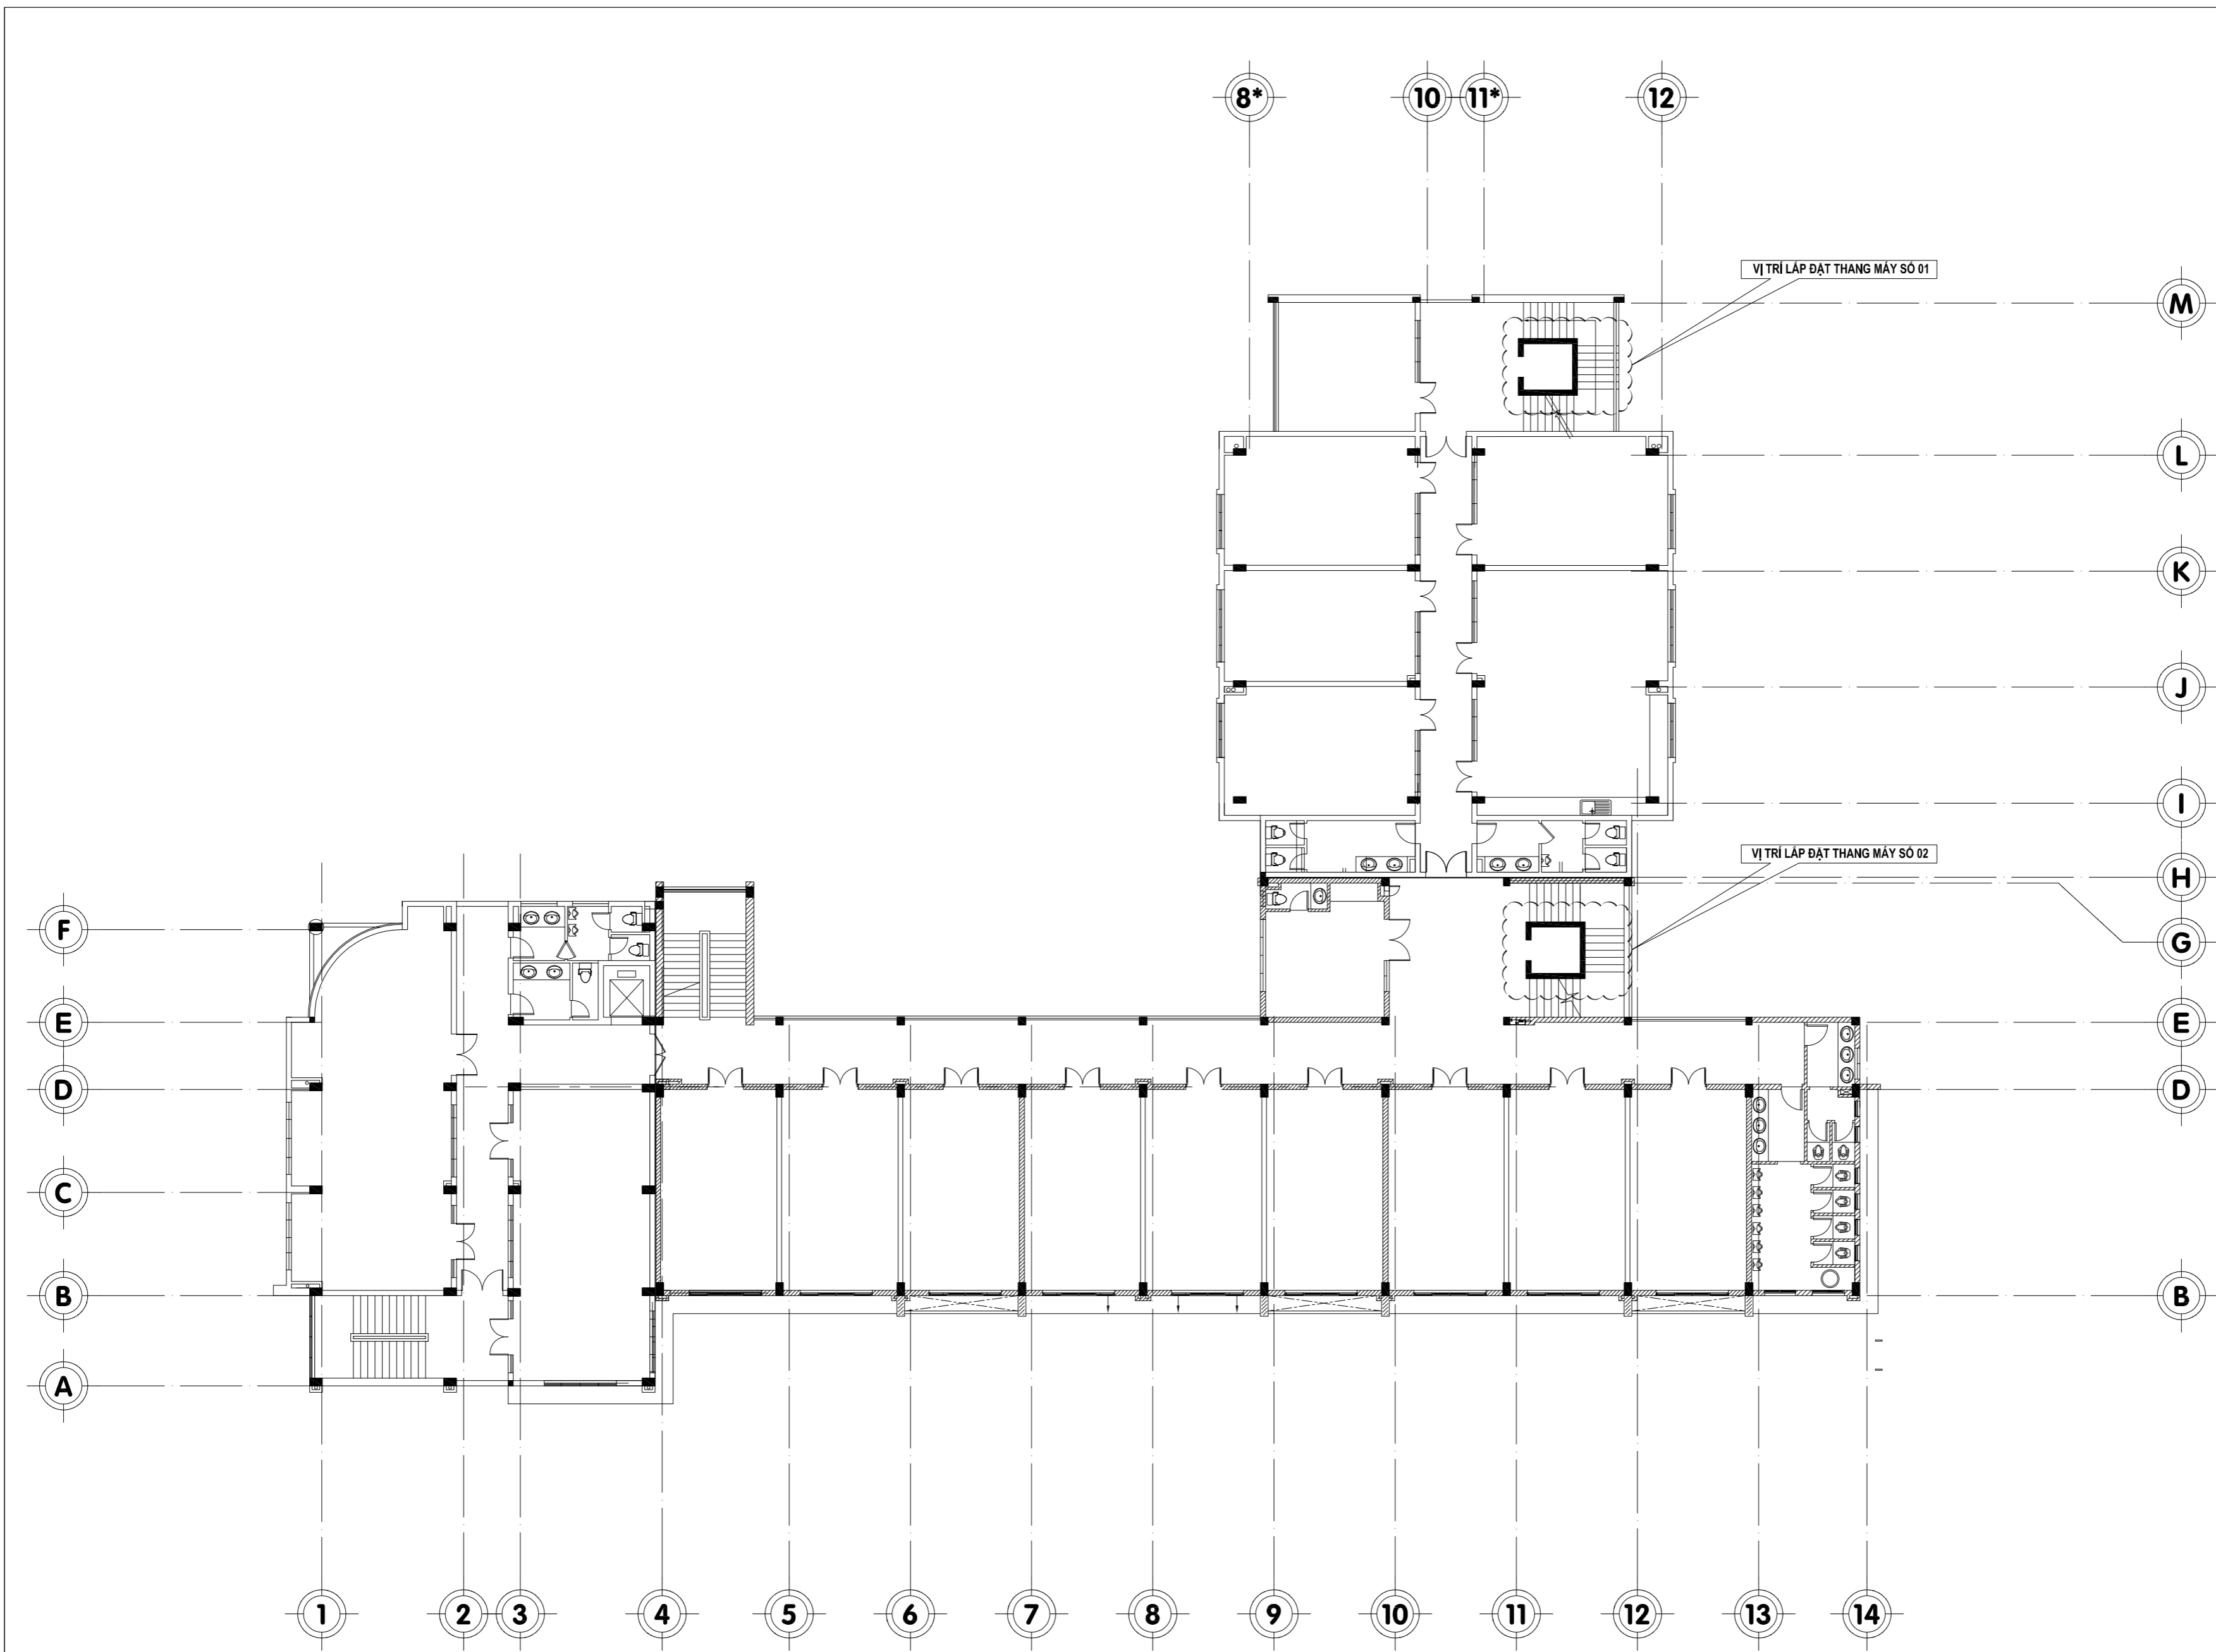 8*
10
11*
12
VỊ TRÍ LẮP ĐẶT THANG MÁY SỐ 01
M
L
K
J
I
VỊ TRÍ LẮP ĐẶT THANG MÁY SỐ 02
H
F
G
E
E
D
D
C
B
B
A
1
2
3
4
5
6
7
8
9
10
11
12
13
14